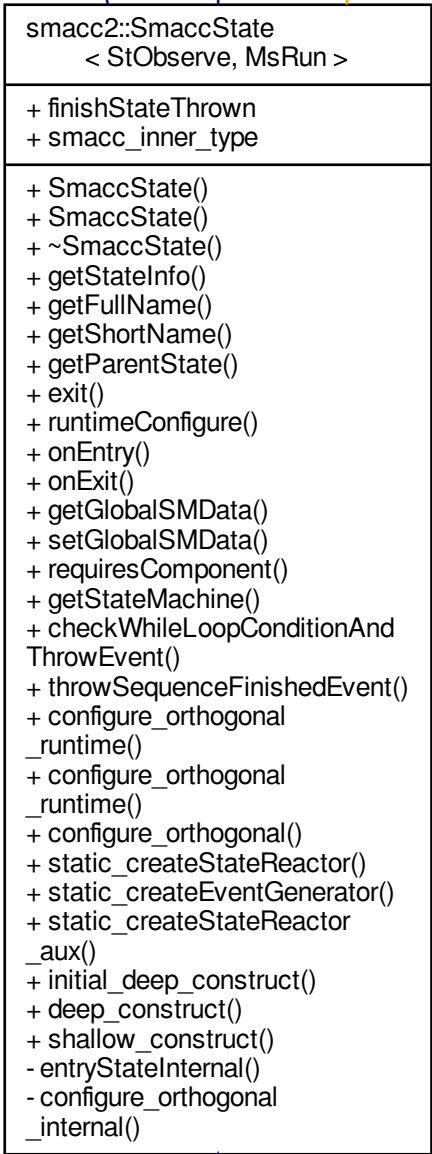 smacc2::SmaccState
< StObserve, MsRun >
+ finishStateThrown
+ smacc_inner_type
+ SmaccState()
+ SmaccState()
+ ~SmaccState()
+ getStateInfo()
+ getFullName()
+ getShortName()
+ getParentState()
+ exit()
+ runtimeConfigure()
+ onEntry()
+ onExit()
+ getGlobalSMData()
+ setGlobalSMData()
+ requiresComponent()
+ getStateMachine()
+ checkWhileLoopConditionAnd
ThrowEvent()
+ throwSequenceFinishedEvent()
+ configure_orthogonal
_runtime()
+ configure_orthogonal
_runtime()
+ configure_orthogonal()
+ static_createStateReactor()
+ static_createEventGenerator()
+ static_createStateReactor
_aux()
+ initial_deep_construct()
+ deep_construct()
+ shallow_construct()
- entryStateInternal()
- configure_orthogonal
_internal()